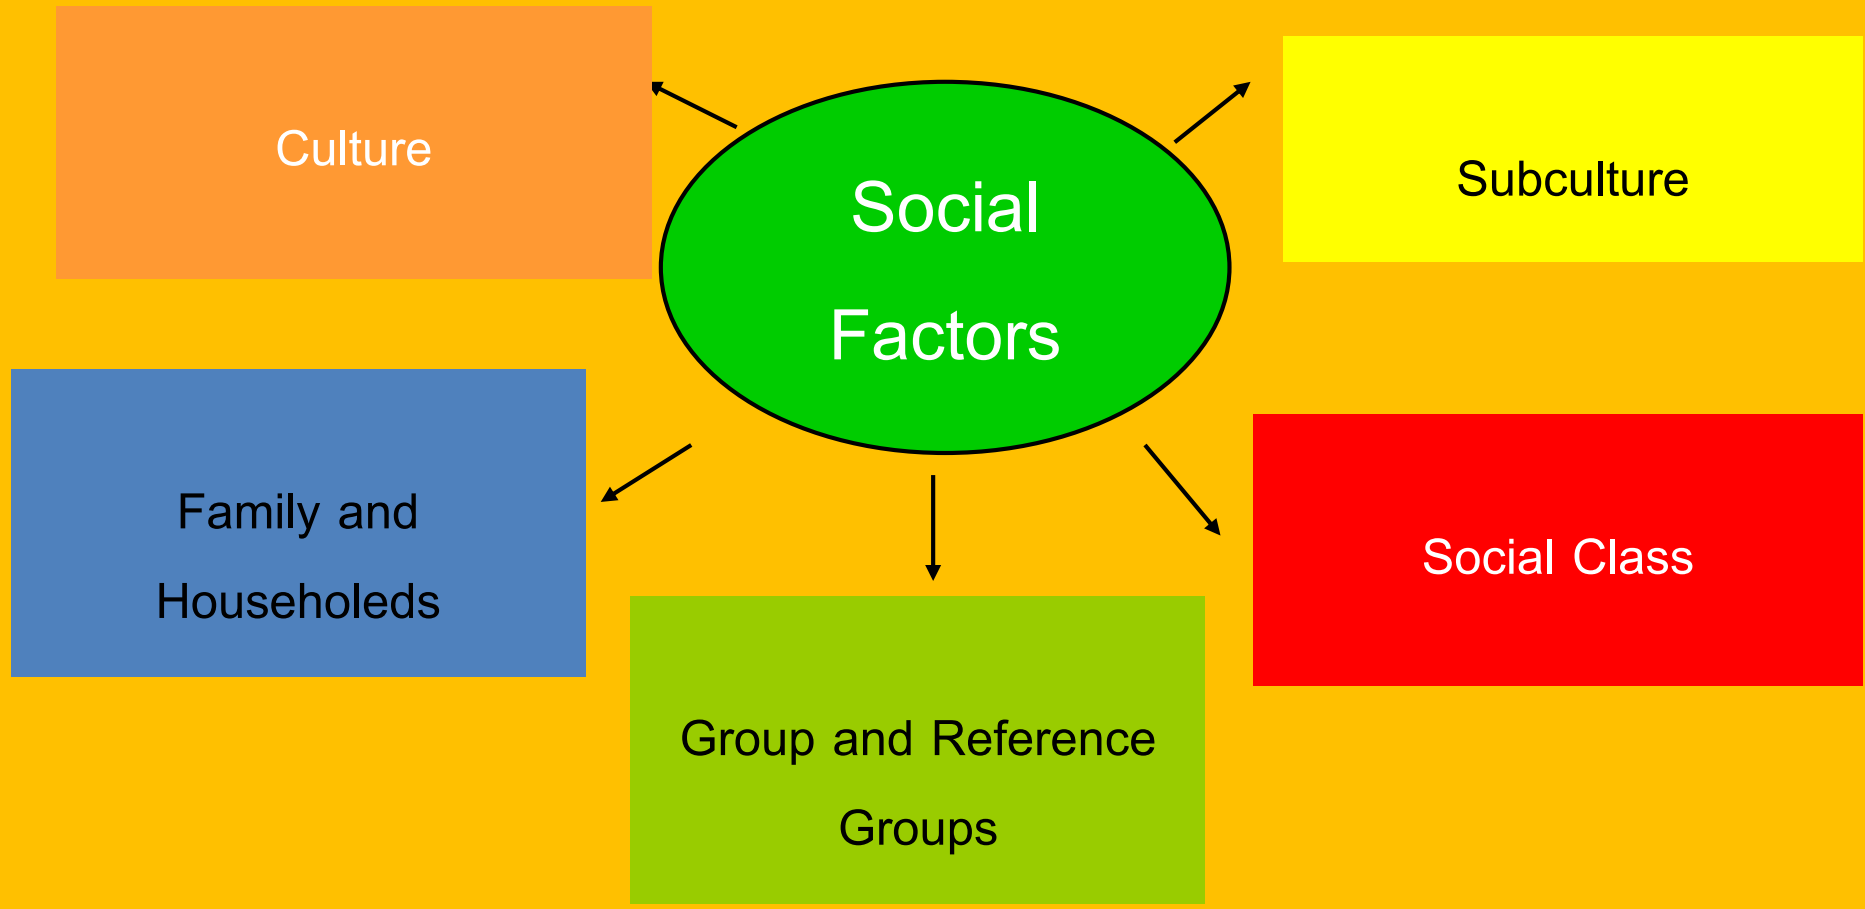 Culture
Social
Factors
Subculture
Family and
Householeds
Social Class
Group and Reference
Groups